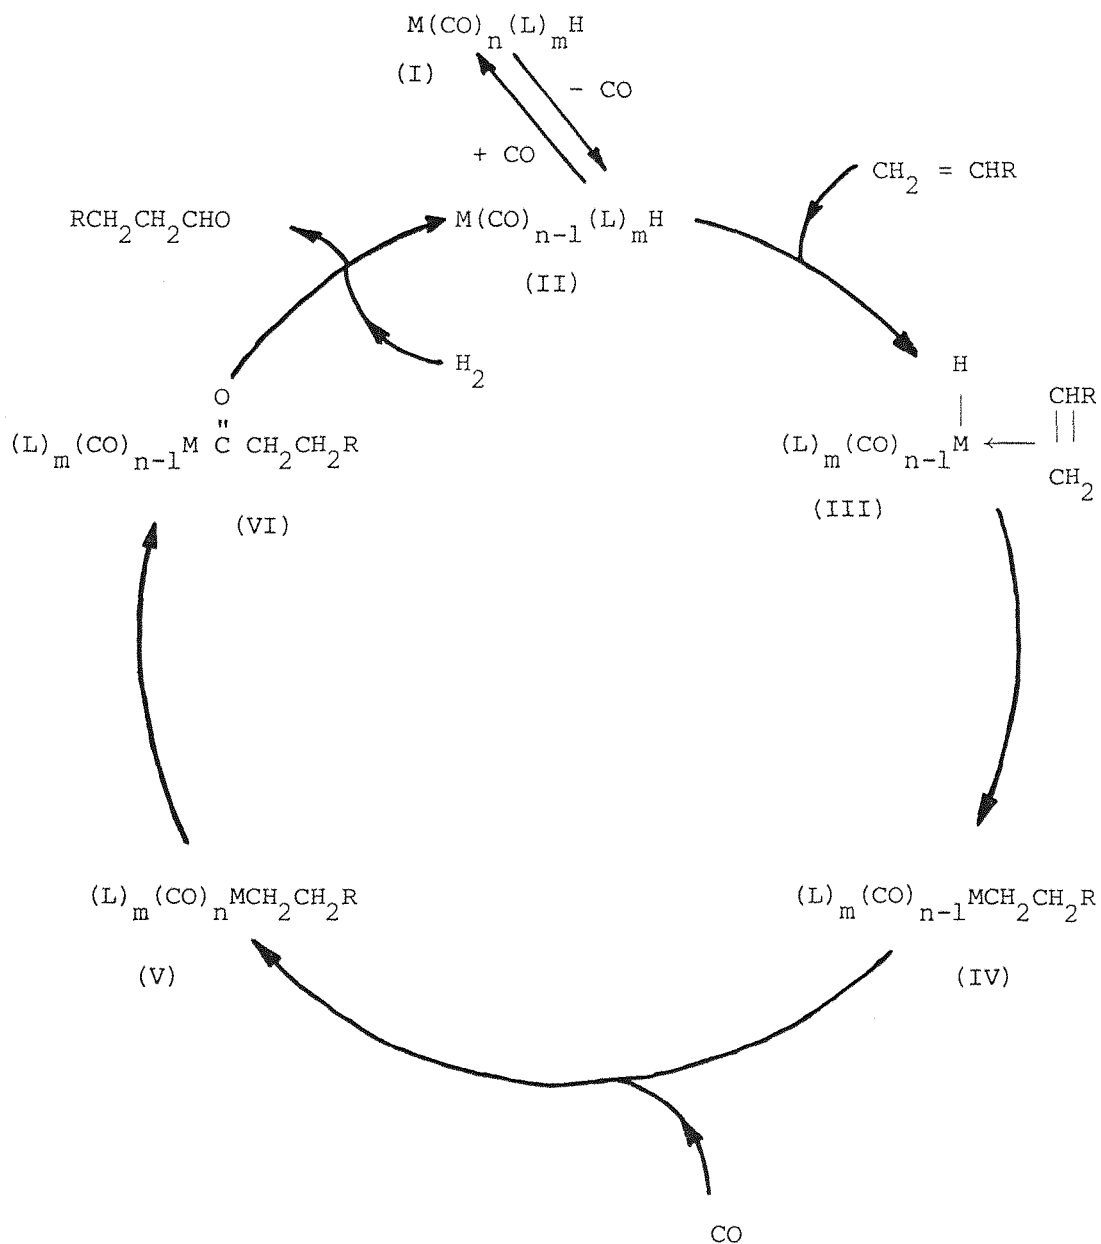 M(CO)n(L)mH
(I)
- CO
+ CO
CH2 = CHR
RCH2CH2CHO
M(CO)n-1(L)mH
(II)
H2
H
O
CHR
(L)m(CO)n-1M C CH2CH2R
(L)m(CO)n-1M
CH2
(III)
(VI)
(L)m(CO)nMCH2CH2R
(L)m(CO)n-1MCH2CH2R
(V)
(IV)
CO